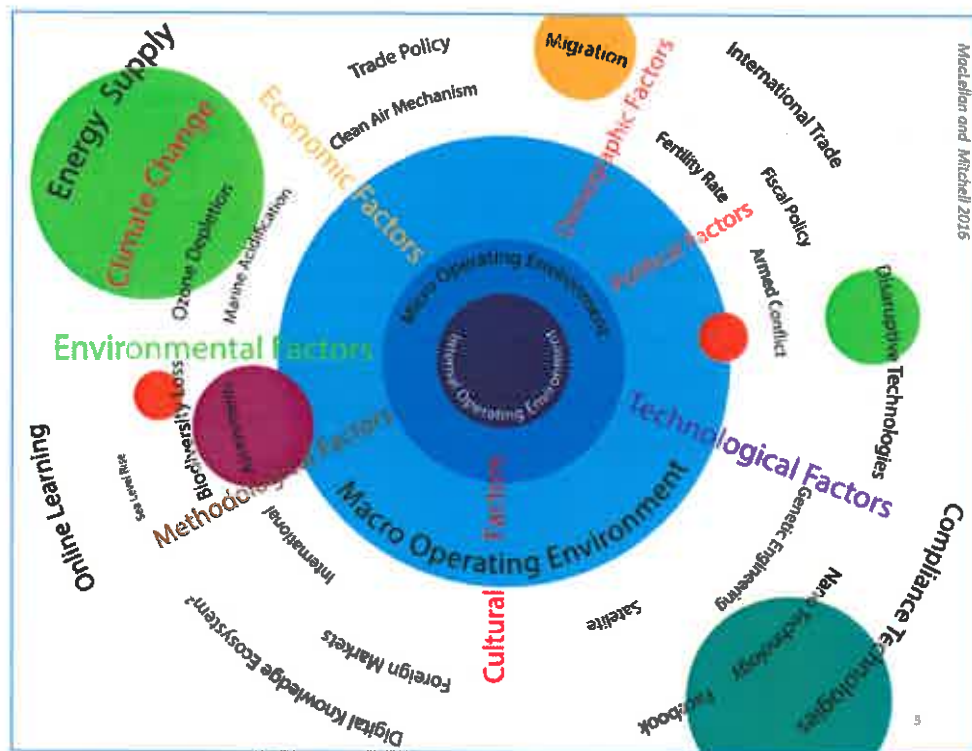 Energy Supply
Climate Change
Ozone Depletion
Marine Acidification
Economic Factors
Trade Policy
Clean Air Mechanism
Migration
Demographic Factors
International Trade
Fertility Rate
Fiscal Policy
Political Factors
Armed Conflict
MacLellan and Mitchell 2016
Disruptive Technologies
Environmental Factors
Micro Operating Environment
Internal Operating Environment
Macro Operating Environment
Technological Factors
Biodiversity Loss
Sea Level Rise
Online Learning
Methodological Factors
International
Agreements
Digital Knowledge Ecosystem²
Foreign Markets
Cultural Factors
Satelite
Genetic Engineering
Nano Technology
Compliance Technologies
Facebook
5